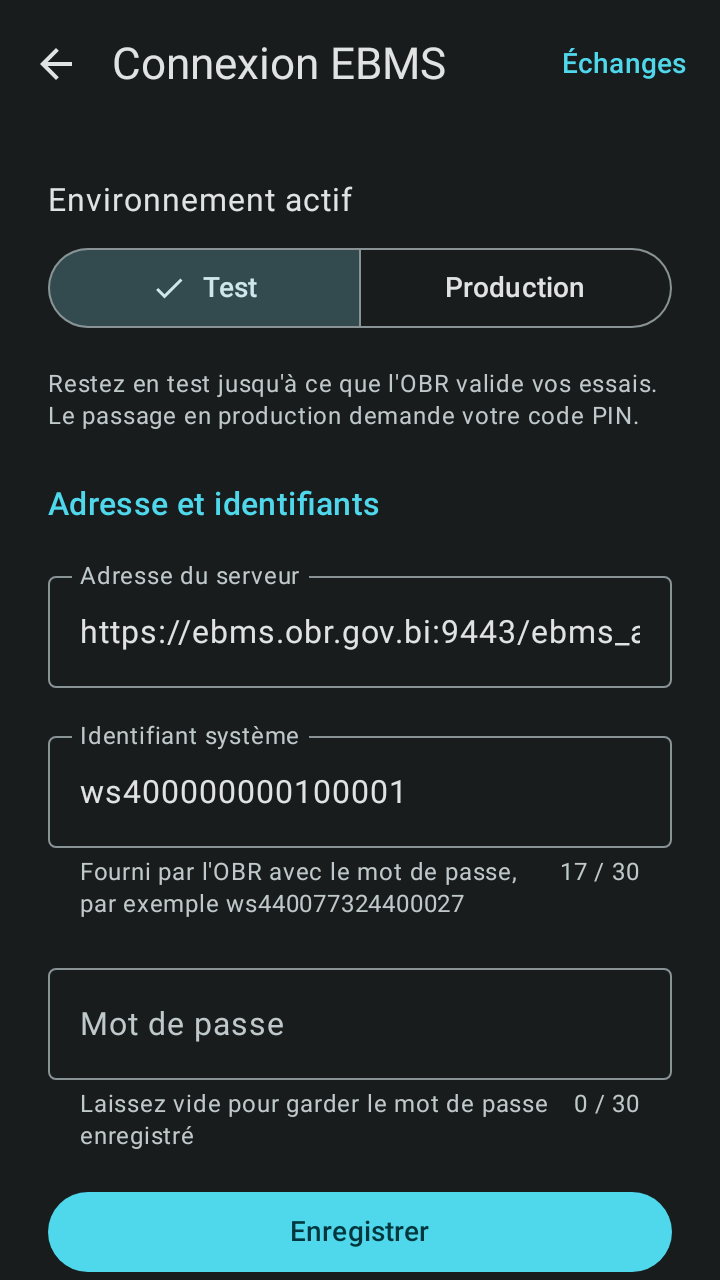 Connexion EBMS
Échanges
Environnement actif
Test
Production
Restez en test jusqu'à ce que l'OBR valide vos essais.
Le passage en production demande votre code PIN.
Adresse et identifiants
Adresse du serveur
https://ebms.obr.gov.bi:9443/ebms_a
Identifiant système
ws400000000100001
Fourni par l'OBR avec le mot de passe, 17 / 30
par exemple ws440077324400027
Mot de passe
Laissez vide pour garder le mot de passe 0 / 30
enregistré
Enregistrer